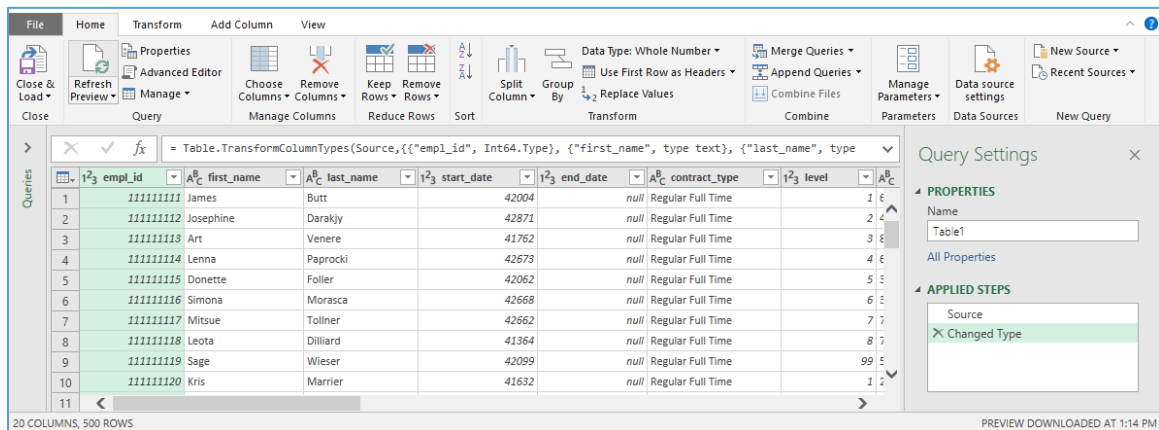 File Home Transform Add Column View
Close & Load
Close
Refresh Preview
Properties
Advanced Editor
Manage
Query
Choose Columns
Remove Columns
Manage Columns
Keep Rows
Remove Rows
Reduce Rows
Sort
Split Column
Group By
Data Type: Whole Number
Use First Row as Headers
Replace Values
Transform
Merge Queries
Append Queries
Combine Files
Combine
Manage Parameters
Parameters
Data source settings
Data Sources
New Source
Recent Sources
New Query
Queries
fx = Table.TransformColumnTypes(Source,{{"empl_id", Int64.Type}, {"first_name", type text}, {"last_name", type
empl_id first_name last_name start_date end_date contract_type level
1 111111111 James Butt 42004 null Regular Full Time 1
2 111111112 Josephine Darakjy 42871 null Regular Full Time 2
3 111111113 Art Venere 41762 null Regular Full Time 3
4 111111114 Lenna Paprocki 42673 null Regular Full Time 4
5 111111115 Donette Foller 42062 null Regular Full Time 5
6 111111116 Simona Morasca 42668 null Regular Full Time 6
7 111111117 Mitsue Tollner 42662 null Regular Full Time 7
8 111111118 Leota Dilliard 41364 null Regular Full Time 8
9 111111119 Sage Wieser 42099 null Regular Full Time 99
10 111111120 Kris Marrier 41632 null Regular Full Time 1
11
Query Settings
PROPERTIES
Name
Table1
All Properties
APPLIED STEPS
Source
Changed Type
20 COLUMNS, 500 ROWS
PREVIEW DOWNLOADED AT 1:14 PM